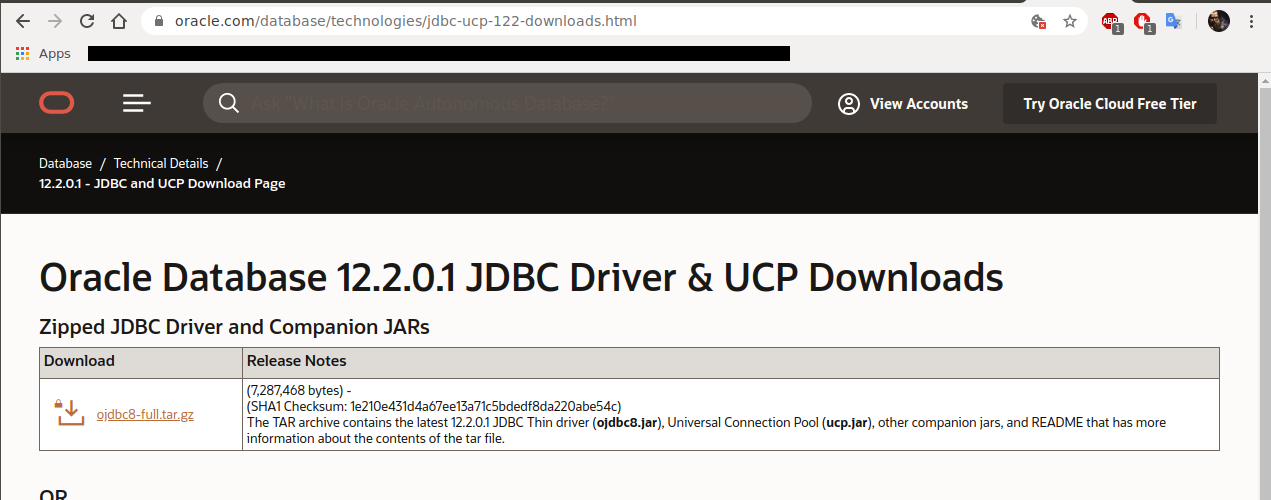 oracle.com/database/technologies/jdbc-ucp-122-downloads.html
ABP 1 1 G
Apps
Ask "What is Oracle Autonomous Database?"
View Accounts
Try Oracle Cloud Free Tier
Database / Technical Details /
12.2.0.1 - JDBC and UCP Download Page
Oracle Database 12.2.0.1 JDBC Driver & UCP Downloads
Zipped JDBC Driver and Companion JARs
Download Release Notes
ojdbc8-full.tar.gz
(7,287,468 bytes) -
(SHA1 Checksum: 1e210e431d4a67ee13a71c5bdedf8da220abe54c)
The TAR archive contains the latest 12.2.0.1 JDBC Thin driver (ojdbc8.jar), Universal Connection Pool (ucp.jar), other companion jars, and README that has more
information about the contents of the tar file.
OR